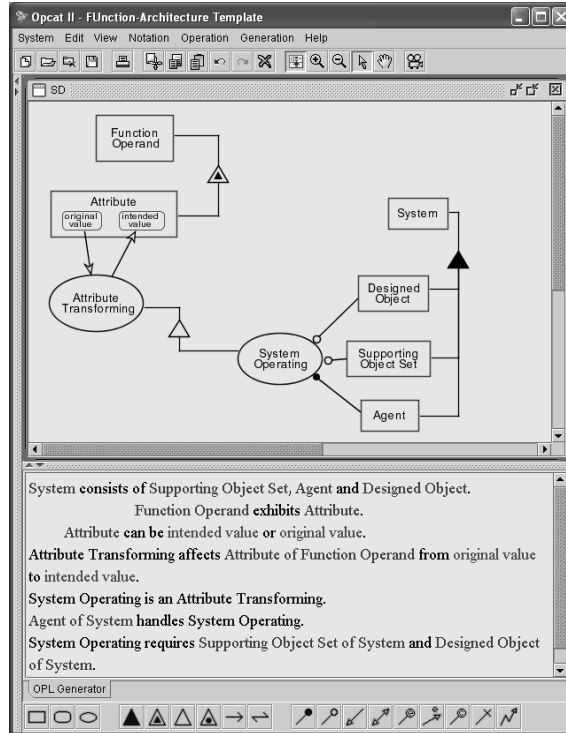 Opcat II - FUnction-Architecture Template
System Edit View Notation Operation Generation Help
SD
Function
Operand
Attribute
original
value
intended
value
System
Attribute
Transforming
Designed
Object
System
Operating
Supporting
Object Set
Agent
System consists of Supporting Object Set, Agent and Designed Object.
Function Operand exhibits Attribute.
Attribute can be intended value or original value.
Attribute Transforming affects Attribute of Function Operand from original value
to intended value.
System Operating is an Attribute Transforming.
Agent of System handles System Operating.
System Operating requires Supporting Object Set of System and Designed Object
of System.
OPL Generator